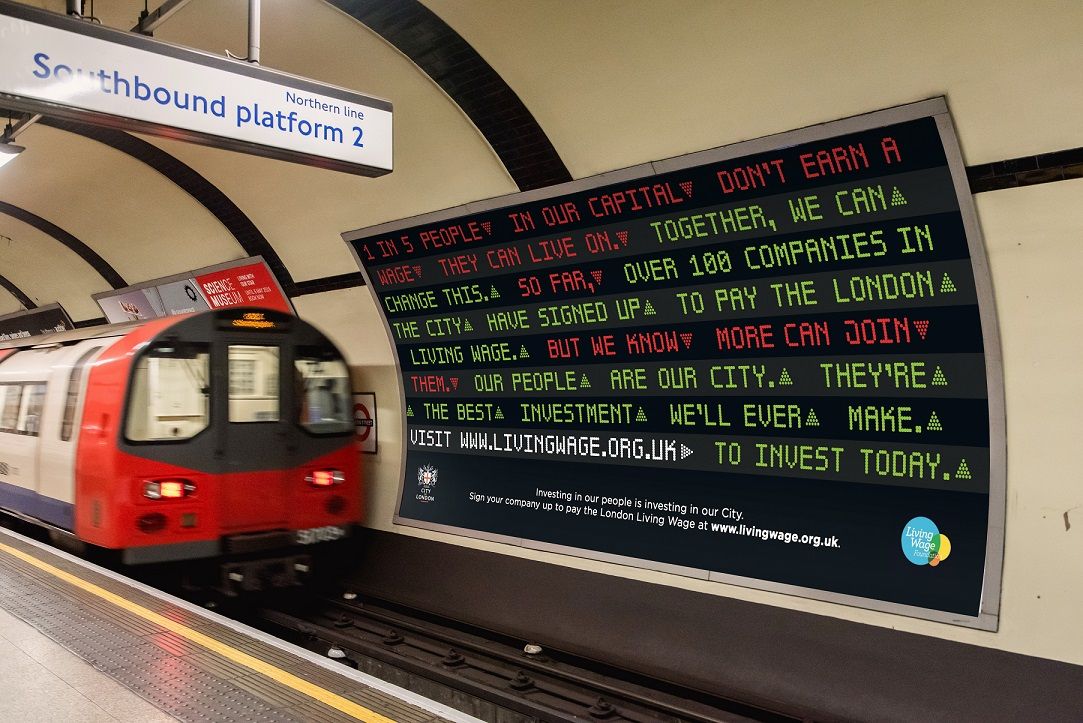 Northern line
Southbound platform 2
1 IN 5 PEOPLE IN OUR CAPITAL DON'T EARN A
WAGE THEY CAN LIVE ON. TOGETHER, WE CAN
CHANGE THIS. SO FAR, OVER 100 COMPANIES IN
THE CITY HAVE SIGNED UP TO PAY THE LONDON
LIVING WAGE. BUT WE KNOW MORE CAN JOIN
THEM. OUR PEOPLE ARE OUR CITY. THEY'RE
THE BEST INVESTMENT WE'LL EVER MAKE.
VISIT WWW.LIVINGWAGE.ORG.UK TO INVEST TODAY.
CITY
LONDON
Investing in our people is investing in our City.
Sign your company up to pay the London Living Wage at www.livingwage.org.uk.
Living
Wage
Foundation
SCIENCE
MUSEUM